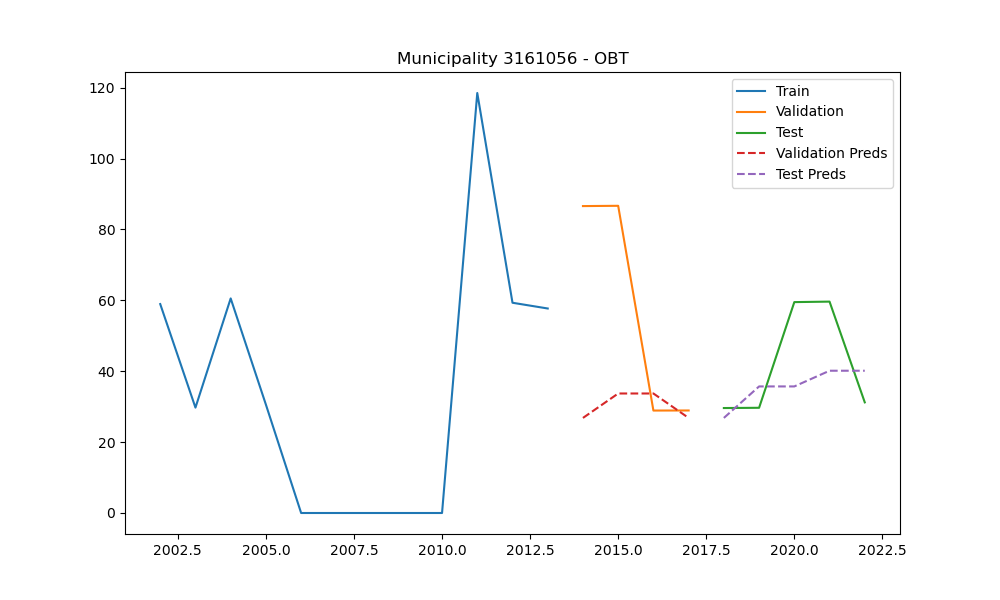 Municipality 3161056 - OBT
Train
Validation
Test
Validation Preds
Test Preds
120
100
80
60
40
20
0
2002.5 2005.0 2007.5 2010.0 2012.5 2015.0 2017.5 2020.0 2022.5